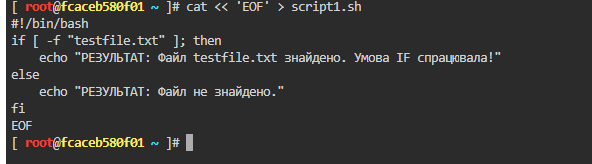 [ root@fcaceb580f01 ~ ]# cat << 'EOF' > script1.sh
#!/bin/bash
if [ -f "testfile.txt" ]; then
    echo "РЕЗУЛЬТАТ: Файл testfile.txt знайдено. Умова IF спрацювала!"
else
    echo "РЕЗУЛЬТАТ: Файл не знайдено."
fi
EOF
[ root@fcaceb580f01 ~ ]#